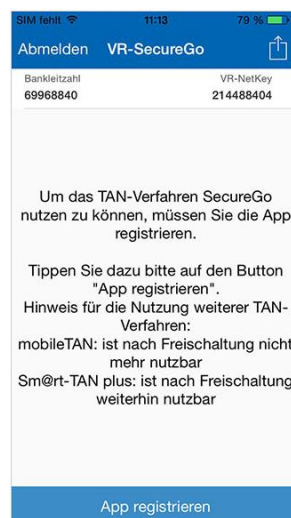 SIM fehlt 11:13 79 %
Abmelden VR-SecureGo
Bankleitzahl VR-NetKey
69968840 214488404
Um das TAN-Verfahren SecureGo
nutzen zu können, müssen Sie die App
registrieren.
Tippen Sie dazu bitte auf den Button
"App registrieren".
Hinweis für die Nutzung weiterer TAN-
Verfahren:
mobileTAN: ist nach Freischaltung nicht
mehr nutzbar
Sm@rt-TAN plus: ist nach Freischaltung
weiterhin nutzbar
App registrieren